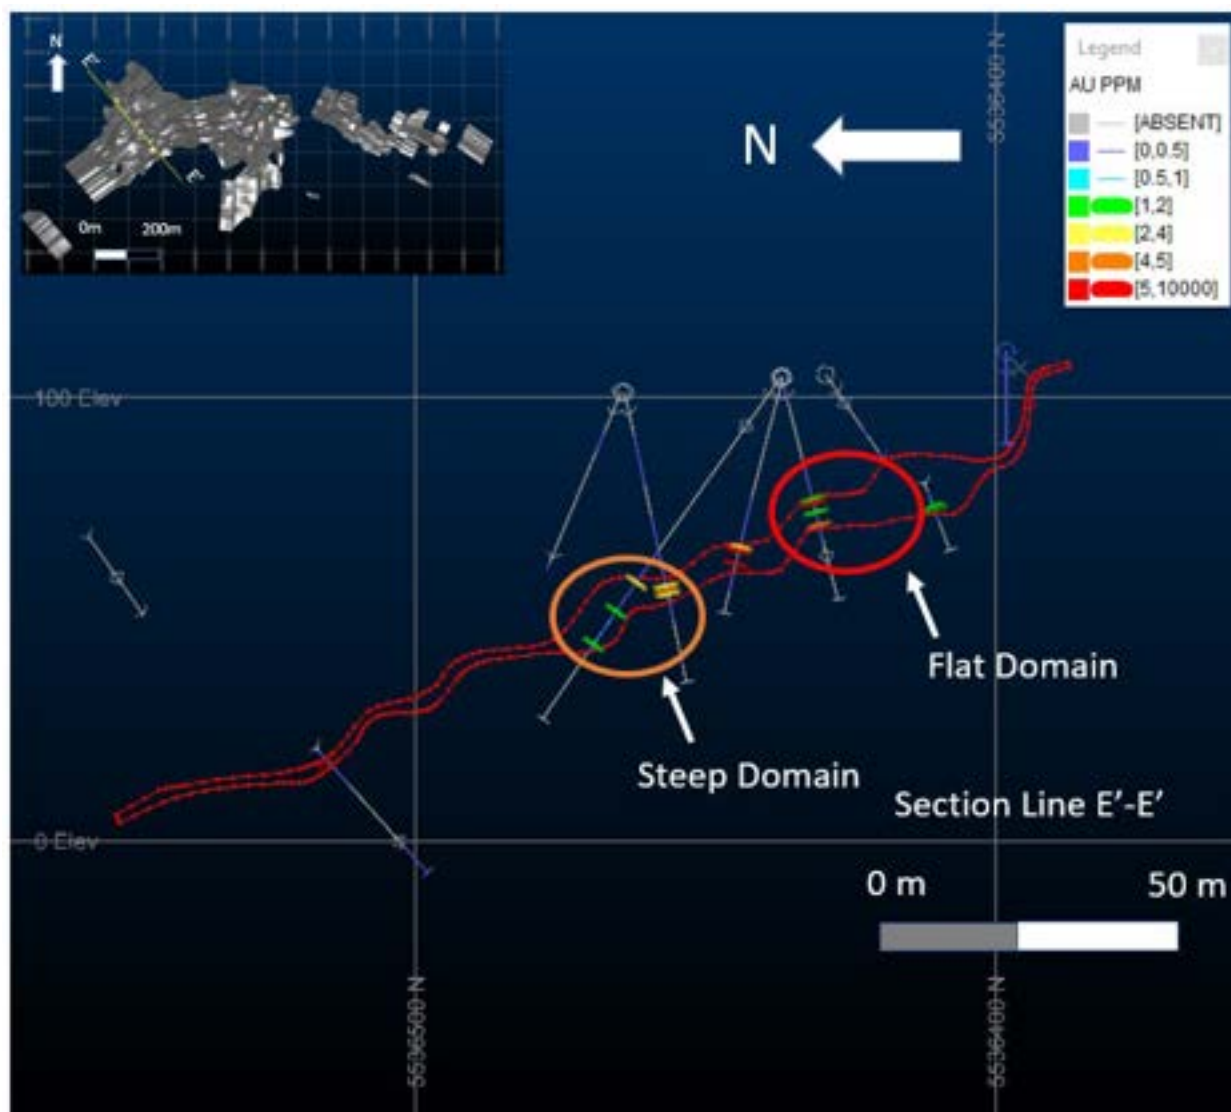 N
E'
E'
0m 200m
N
5536400 N
Legend
AU PPM
[ABSENT]
[0,0.5]
[0.5,1]
[1,2]
[2,4]
[4,5]
[5,10000]
100 Elev
Flat Domain
Steep Domain
Section Line E'-E'
0 Elev
0 m 50 m
5536500 N
5536400 N